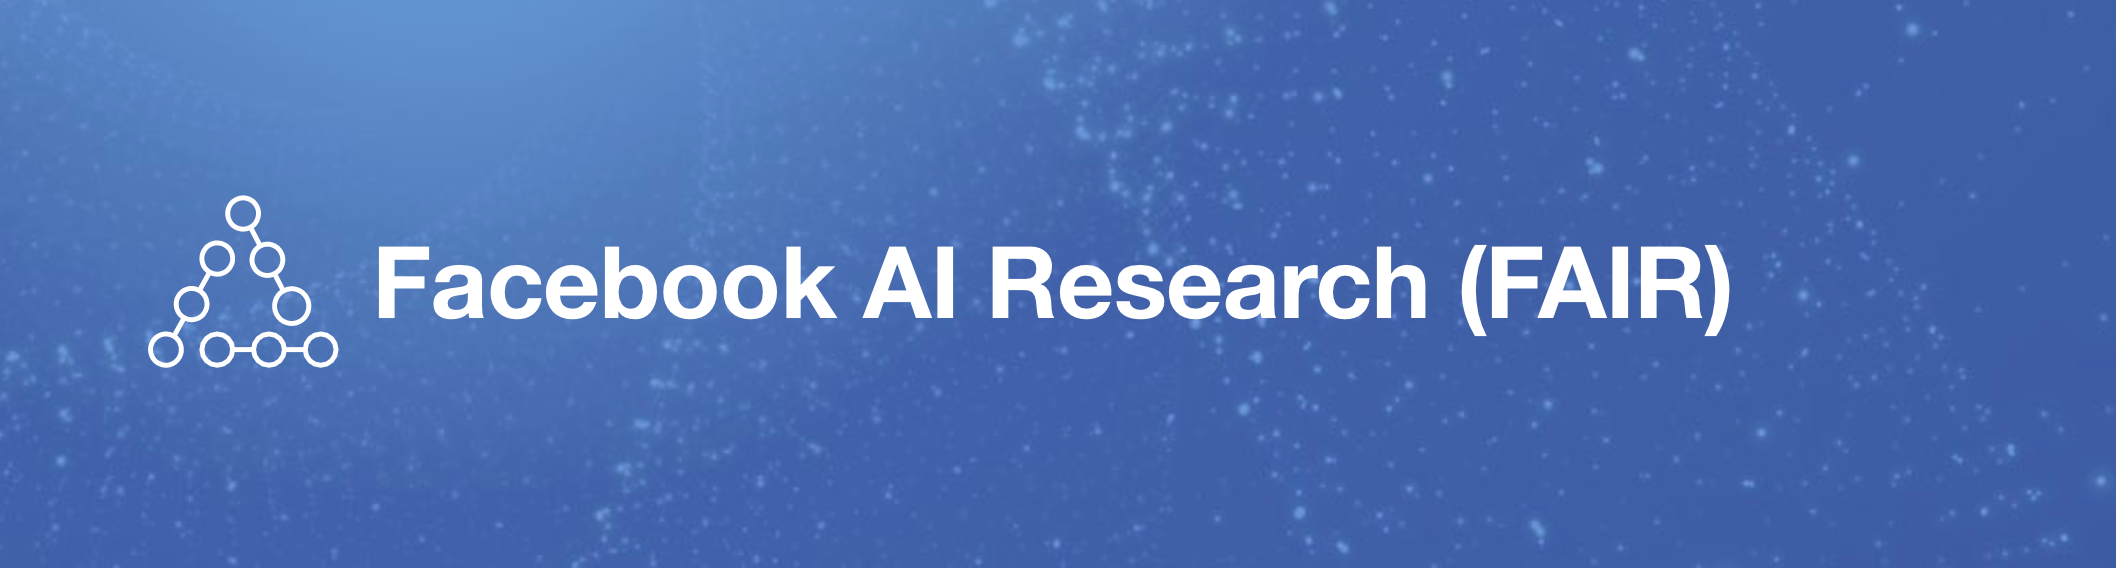 Facebook AI Research (FAIR)